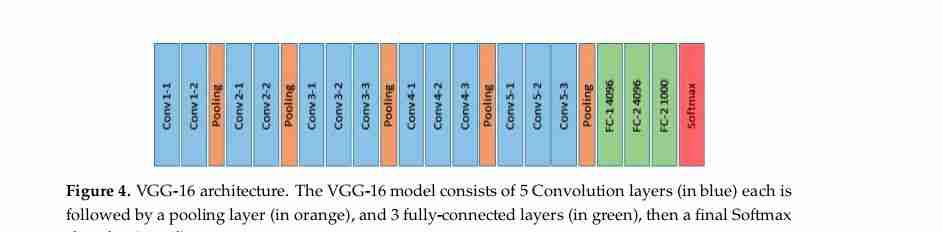 Conv 1-1
Conv 1-2
Pooling
Conv 2-1
Conv 2-2
Pooling
Conv 3-1
Conv 3-2
Conv 3-3
Pooling
Conv 4-1
Conv 4-2
Conv 4-3
Pooling
Conv 5-1
Conv 5-2
Conv 5-3
Pooling
FC-1 4096
FC-2 4096
FC-2 1000
Softmax
Figure 4. VGG-16 architecture. The VGG-16 model consists of 5 Convolution layers (in blue) each is
followed by a pooling layer (in orange), and 3 fully-connected layers (in green), then a final Softmax